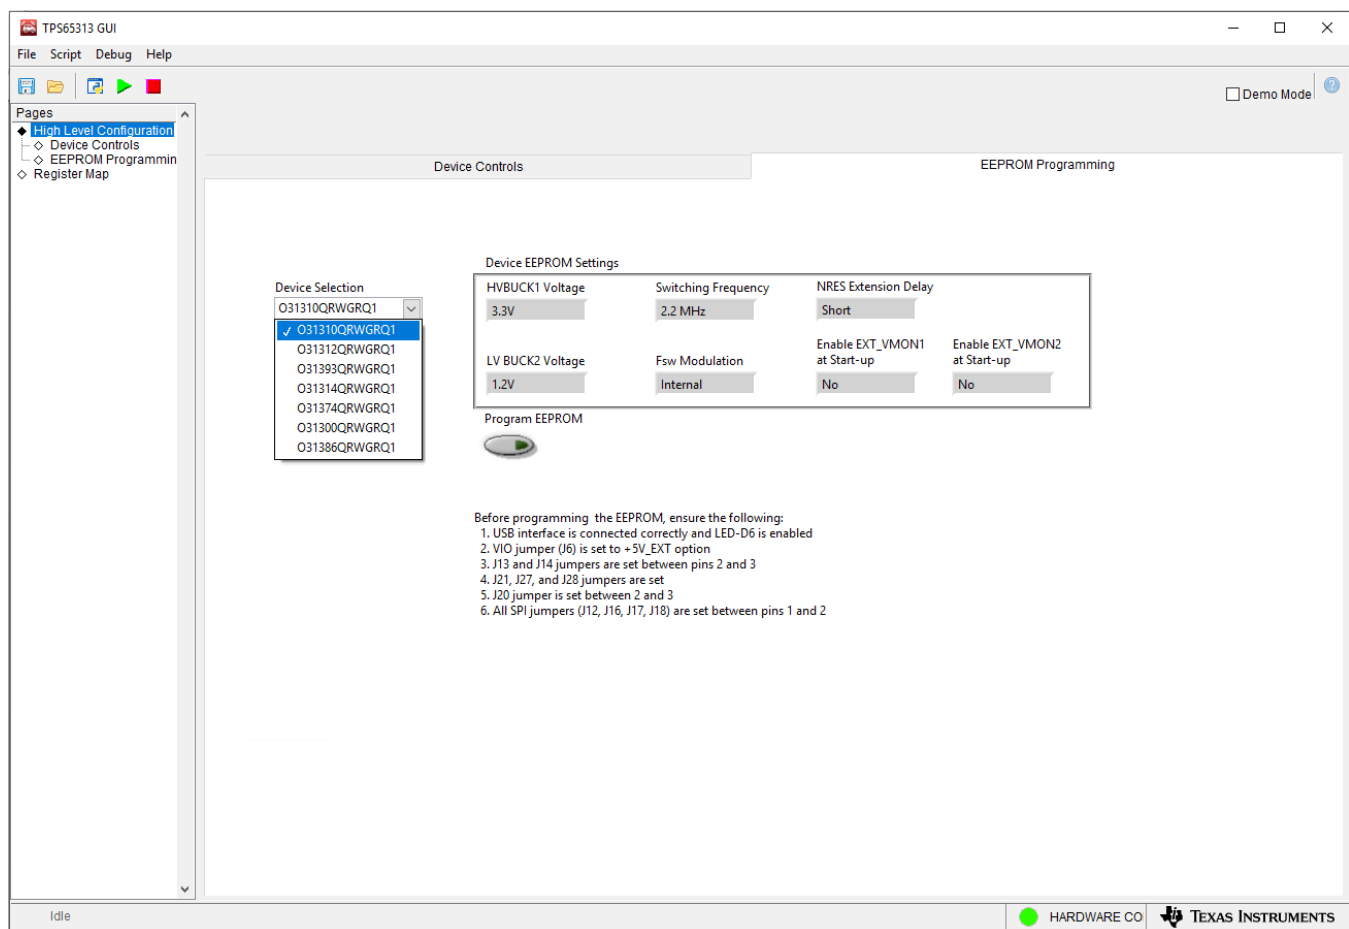 TPS65313 GUI
File Script Debug Help
Demo Mode
Pages
High Level Configuration
Device Controls
EEPROM Programmin
Register Map
Device Controls
EEPROM Programming
Device Selection
O31310QRWGRQ1
O31310QRWGRQ1
O31312QRWGRQ1
O31393QRWGRQ1
O31314QRWGRQ1
O31374QRWGRQ1
O31300QRWGRQ1
O31386QRWGRQ1
Device EEPROM Settings
HVBUCK1 Voltage
3.3V
Switching Frequency
2.2 MHz
NRES Extension Delay
Short
LV BUCK2 Voltage
1.2V
Fsw Modulation
Internal
Enable EXT_VMON1
at Start-up
No
Enable EXT_VMON2
at Start-up
No
Program EEPROM
Before programming the EEPROM, ensure the following:
1. USB interface is connected correctly and LED-D6 is enabled
2. VIO jumper (J6) is set to +5V_EXT option
3. J13 and J14 jumpers are set between pins 2 and 3
4. J21, J27, and J28 jumpers are set
5. J20 jumper is set between 2 and 3
6. All SPI jumpers (J12, J16, J17, J18) are set between pins 1 and 2
Idle
HARDWARE CO
TEXAS INSTRUMENTS